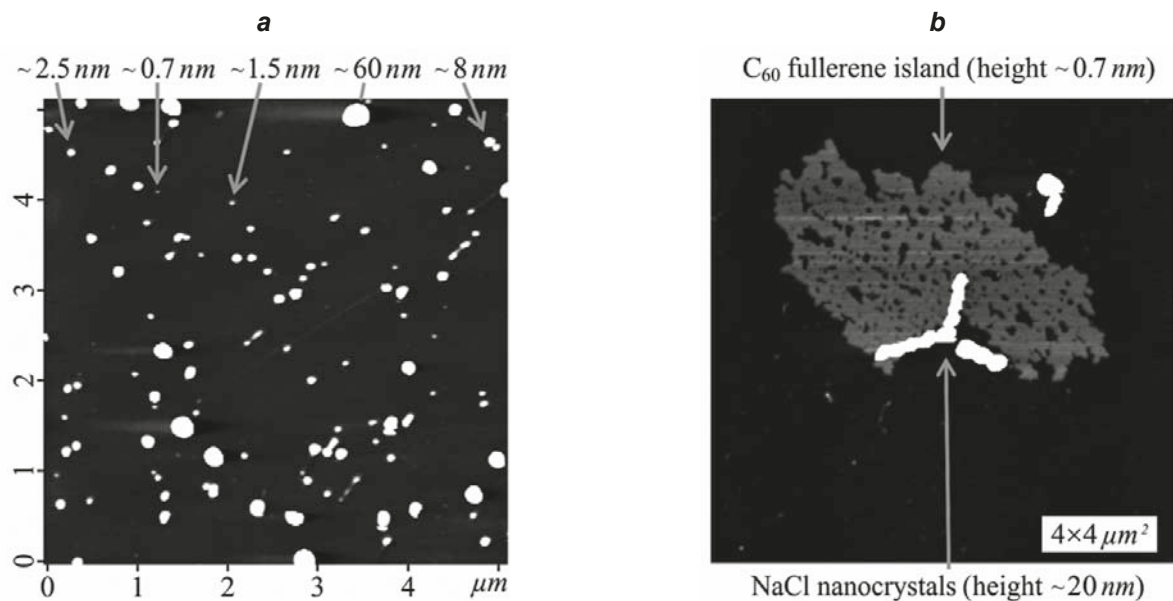 a
~2.5 nm ~0.7 nm ~1.5 nm ~60 nm ~8 nm
4
3
2
1
0
0 1 2 3 4 μm
b
C₆₀ fullerene island (height ~0.7 nm)
4×4 μm²
NaCl nanocrystals (height ~20 nm)